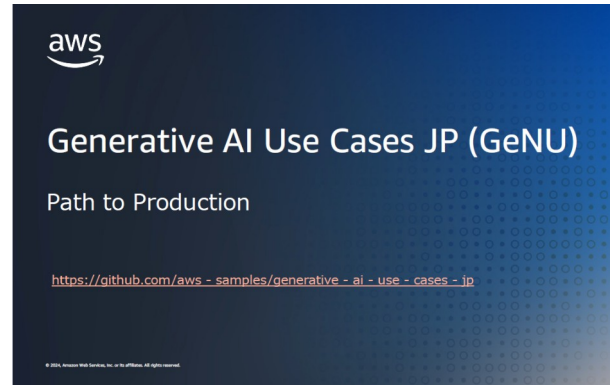 aws
Generative AI Use Cases JP (GeNU)
Path to Production
https://github.com/aws - samples/generative - ai - use - cases - jp
© 2024, Amazon Web Services, Inc. or its affiliates. All rights reserved.